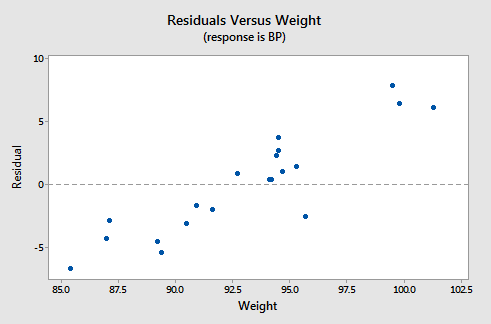 Residuals Versus Weight
(response is BP)
10
5
0
-5
Residual
85.0 87.5 90.0 92.5 95.0 97.5 100.0 102.5
Weight